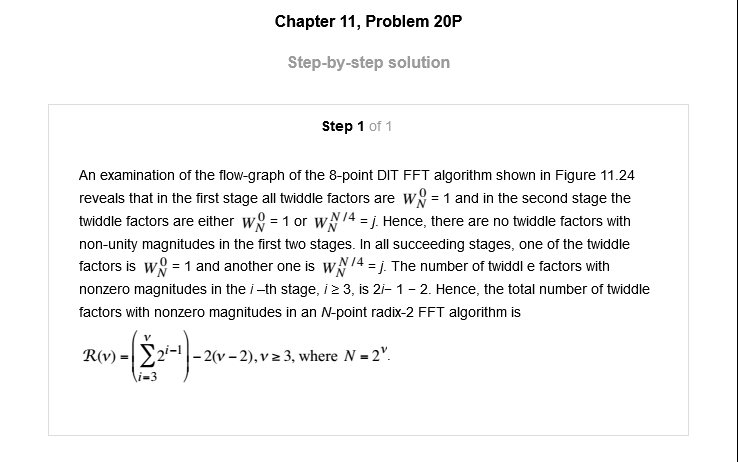 Chapter 11, Problem 20P
Step-by-step solution
Step 1 of 1
An examination of the flow-graph of the 8-point DIT FFT algorithm shown in Figure 11.24
reveals that in the first stage all twiddle factors are W_N^0 = 1 and in the second stage the
twiddle factors are either W_N^0 = 1 or W_N^{N/4} = j. Hence, there are no twiddle factors with
non-unity magnitudes in the first two stages. In all succeeding stages, one of the twiddle
factors is W_N^0 = 1 and another one is W_N^{N/4} = j. The number of twiddl e factors with
nonzero magnitudes in the i –th stage, i ≥ 3, is 2i– 1 – 2. Hence, the total number of twiddle
factors with nonzero magnitudes in an N-point radix-2 FFT algorithm is
R(ν) = (∑_{i=3}^{ν} 2^{i–1}) – 2(ν – 2), ν ≥ 3, where N = 2^ν.